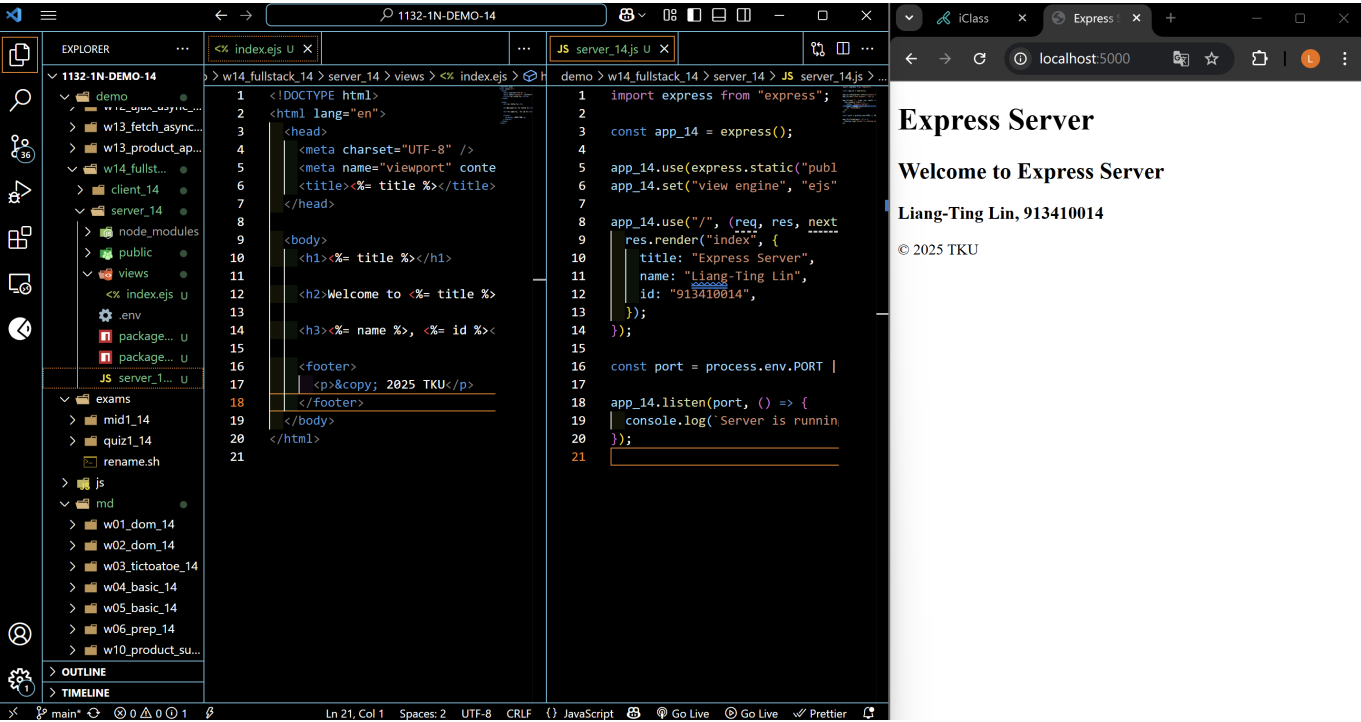 1132-1N-DEMO-14
EXPLORER
1132-1N-DEMO-14
demo
w13_fetch_async...
w13_product_ap...
w14_fullst...
client_14
server_14
node_modules
public
views
<% index.ejs U
.env
package... U
package... U
JS server_1... U
exams
mid1_14
quiz1_14
rename.sh
js
md
w01_dom_14
w02_dom_14
w03_tictoatoe_14
w04_basic_14
w05_basic_14
w06_prep_14
w10_product_su...
OUTLINE
TIMELINE
36
1
<% index.ejs U
w14_fullstack_14 > server_14 > views > <% index.ejs >
1 <!DOCTYPE html>
2 <html lang="en">
3 <head>
4 <meta charset="UTF-8" />
5 <meta name="viewport" conte
6 <title><%= title %></title>
7 </head>
8
9 <body>
10 <h1><%= title %></h1>
11
12 <h2>Welcome to <%= title %>
13
14 <h3><%= name %>, <%= id %><
15
16 <footer>
17 <p>&copy; 2025 TKU</p>
18 </footer>
19 </body>
20 </html>
21
JS server_14.js U
demo > w14_fullstack_14 > server_14 > JS server_14.js > ...
1 import express from "express";
2
3 const app_14 = express();
4
5 app_14.use(express.static("publ
6 app_14.set("view engine", "ejs"
7
8 app_14.use("/", (req, res, next
9 res.render("index", {
10 title: "Express Server",
11 name: "Liang-Ting Lin",
12 id: "913410014",
13 });
14 });
15
16 const port = process.env.PORT |
17
18 app_14.listen(port, () => {
19 console.log(`Server is runnin
20 });
21
main* 0 0 1 Ln 21, Col 1 Spaces: 2 UTF-8 CRLF {} JavaScript Go Live Go Live Prettier
iClass
Express S
localhost:5000
L
Express Server
Welcome to Express Server
Liang-Ting Lin, 913410014
© 2025 TKU